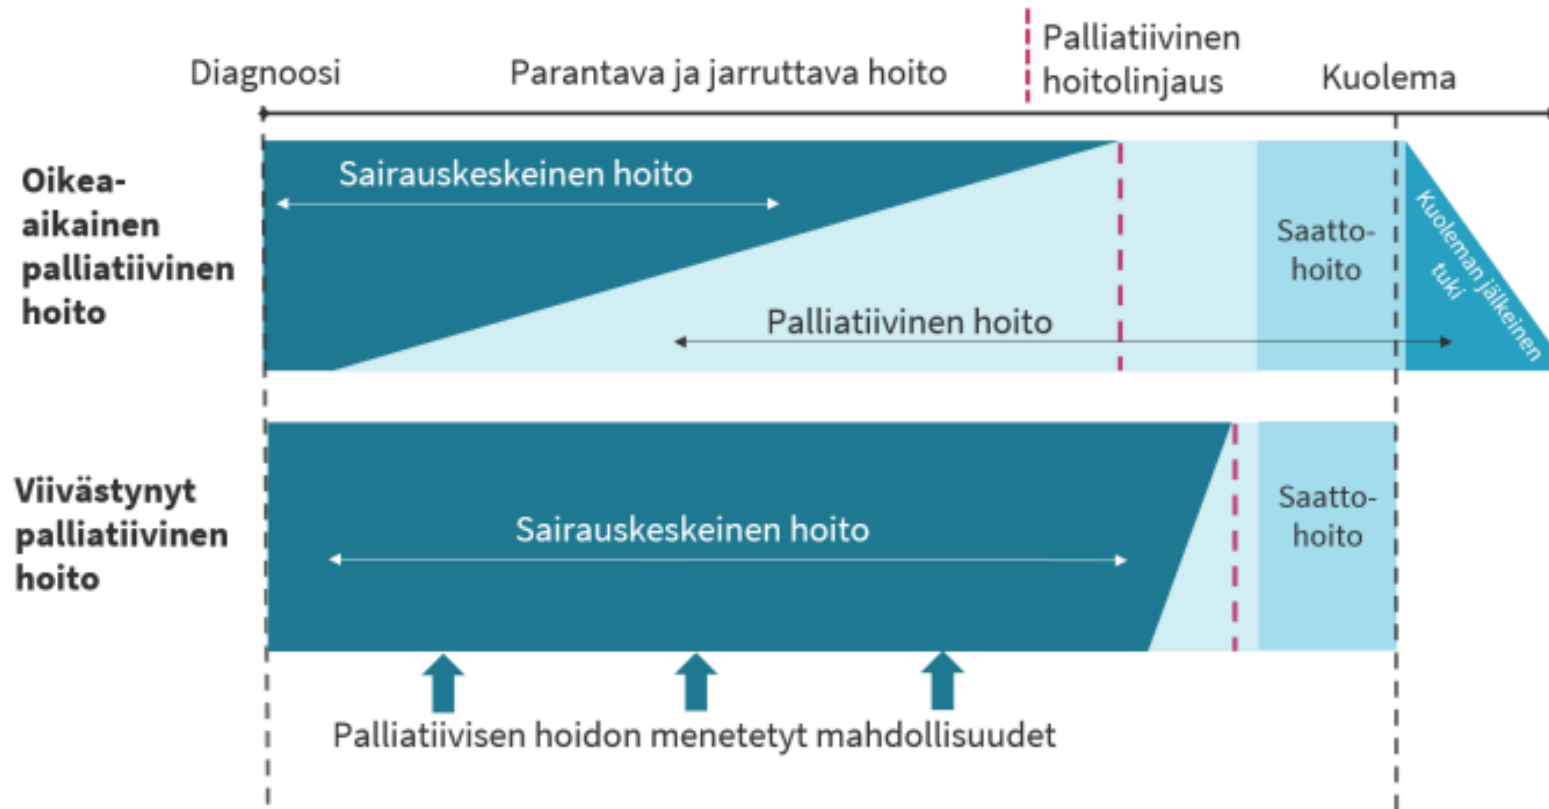 Diagnoosi
Parantava ja jarruttava hoito
Palliatiivinen
hoitolinjaus
Kuolema
Oikea-
aikainen
palliatiivinen
hoito
Sairauskeskeinen hoito
Palliatiivinen hoito
Saatto-
hoito
Kuoleman jälkeinen
tuki
Viivästynyt
palliatiivinen
hoito
Sairauskeskeinen hoito
Saatto-
hoito
Palliatiivisen hoidon menetetyt mahdollisuudet